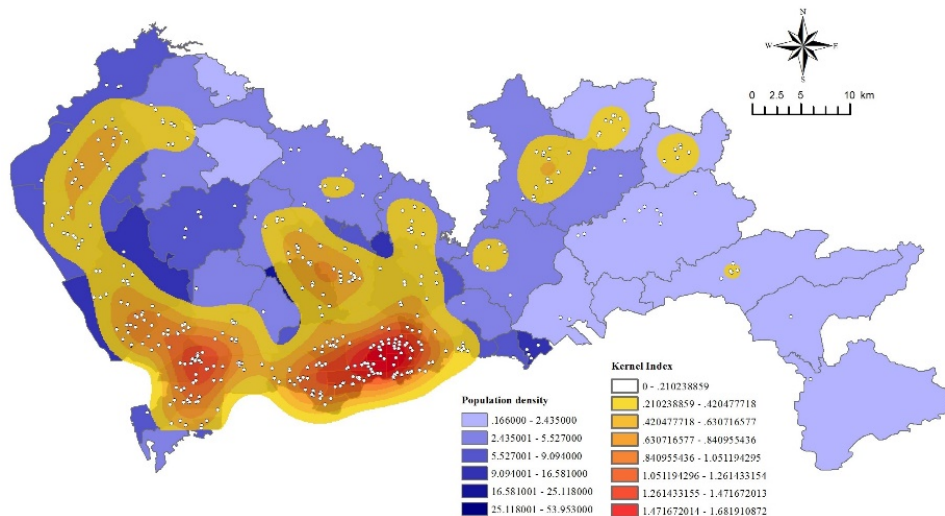 N
W E
S
0 2.5 5 10 km
Population density
.166000 - 2.435000
2.435001 - 5.527000
5.527001 - 9.094000
9.094001 - 16.581000
16.581001 - 25.118000
25.118001 - 53.953000
Kernel Index
0 - .210238859
.210238859 - .420477718
.420477718 - .630716577
.630716577 - .840955436
.840955436 - 1.051194295
1.051194296 - 1.261433154
1.261433155 - 1.471672013
1.471672014 - 1.681910872